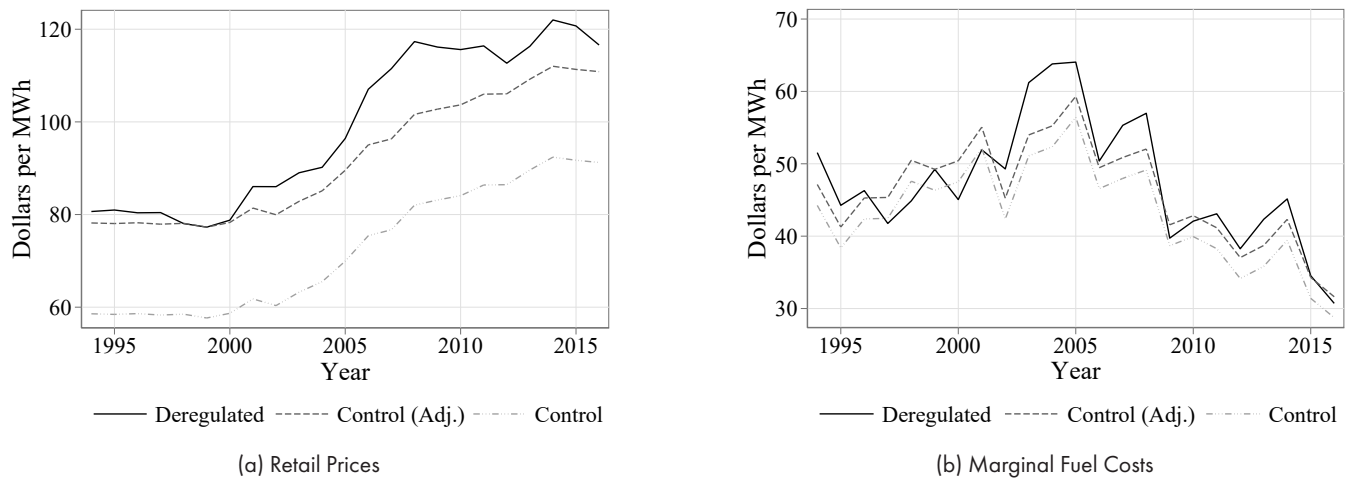 120
100
80
60
Dollars per MWh
1995 2000 2005 2010 2015
Year
Deregulated Control (Adj.) Control
(a) Retail Prices
70
60
50
40
30
Dollars per MWh
1995 2000 2005 2010 2015
Year
Deregulated Control (Adj.) Control
(b) Marginal Fuel Costs